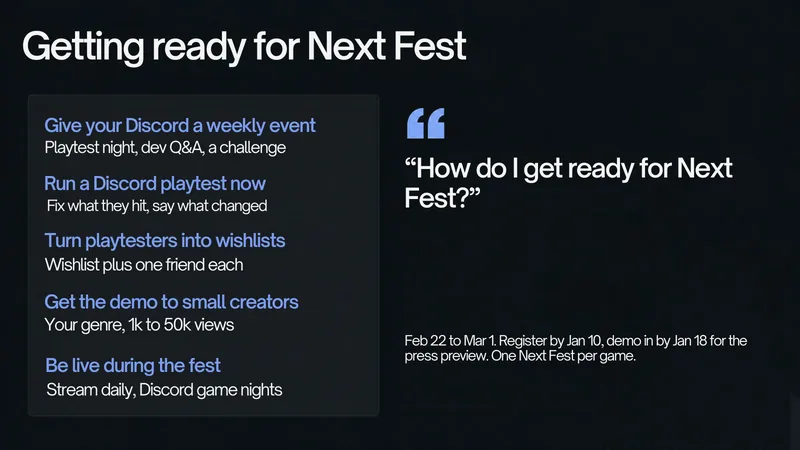 Getting ready for Next Fest
Give your Discord a weekly event
Playtest night, dev Q&A, a challenge
Run a Discord playtest now
Fix what they hit, say what changed
Turn playtesters into wishlists
Wishlist plus one friend each
Get the demo to small creators
Your genre, 1k to 50k views
Be live during the fest
Stream daily, Discord game nights
“How do I get ready for Next
Fest?”
Feb 22 to Mar 1. Register by Jan 10, demo in by Jan 18 for the
press preview. One Next Fest per game.